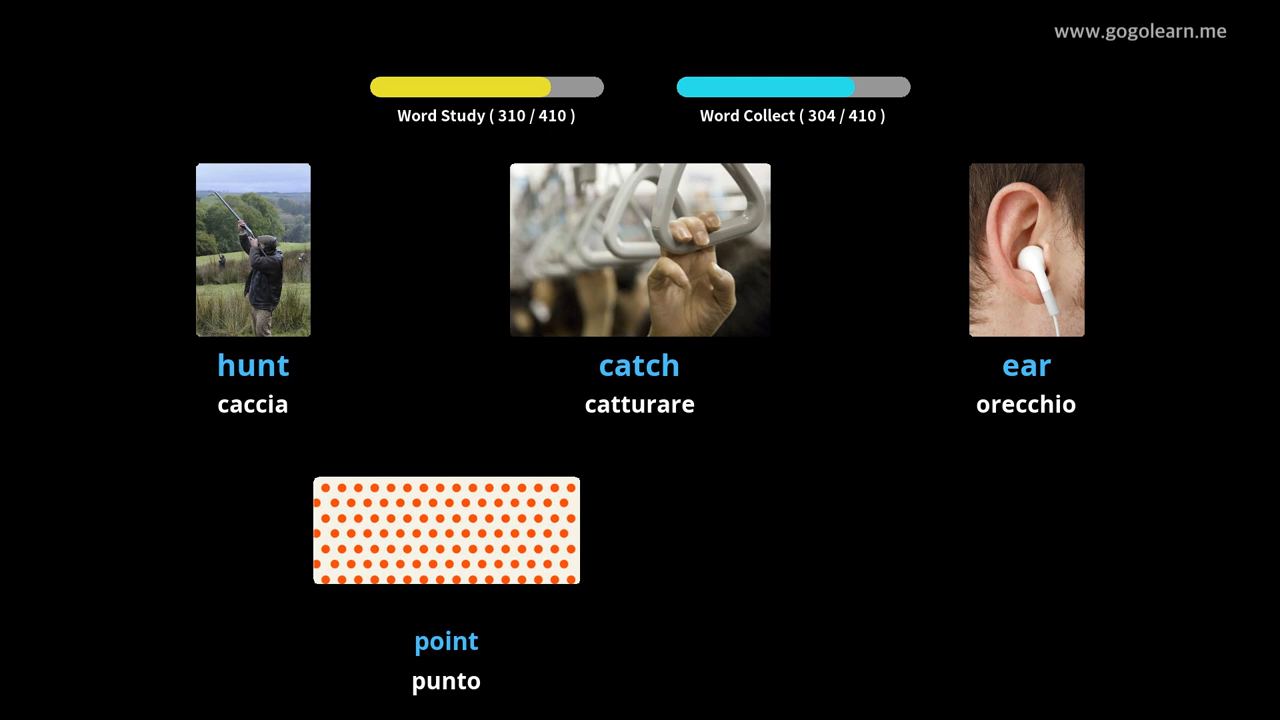 www.gogolearn.me
Word Study ( 310 / 410 )
Word Collect ( 304 / 410 )
hunt
caccia
catch
catturare
ear
orecchio
point
punto